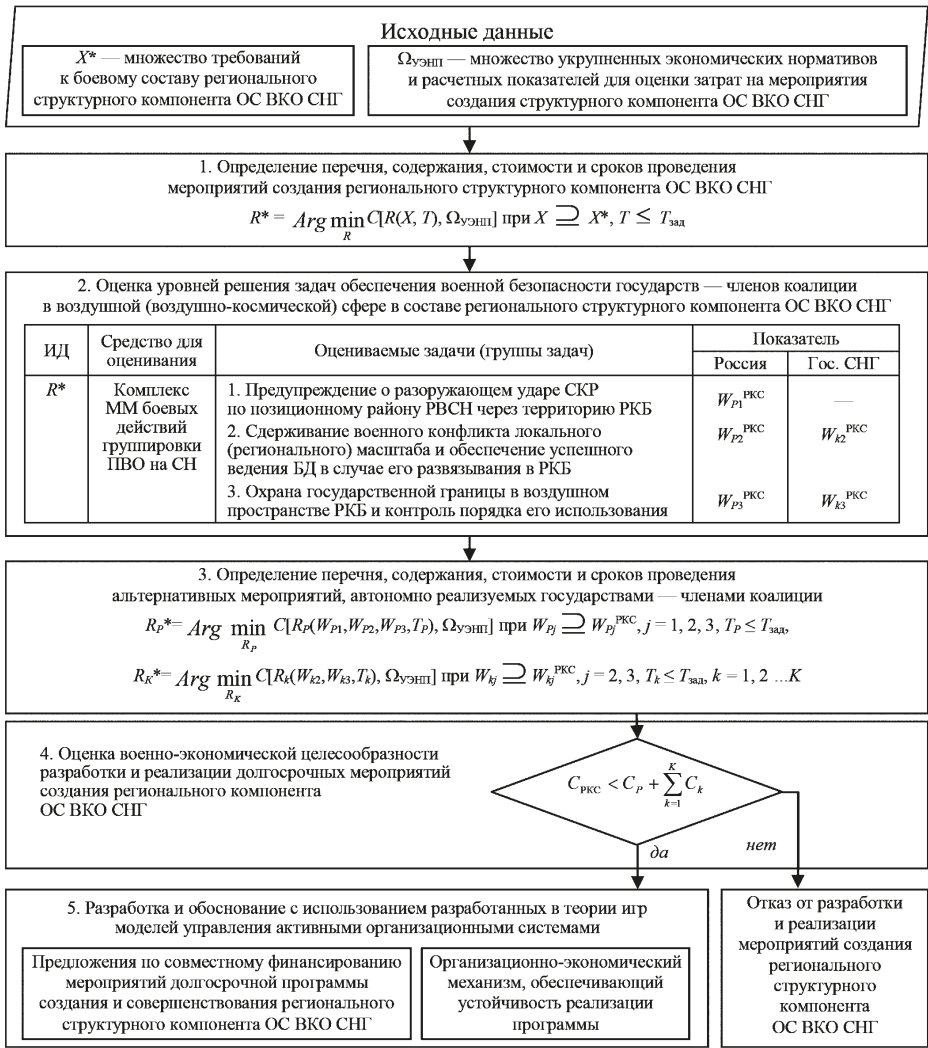 Исходные данные
X* — множество требований
к боевому составу регионального
структурного компонента ОС ВКО СНГ
Ω_УЭНП — множество укрупненных экономических нормативов
и расчетных показателей для оценки затрат на мероприятия
создания структурного компонента ОС ВКО СНГ
1. Определение перечня, содержания, стоимости и сроков проведения
мероприятий создания регионального структурного компонента ОС ВКО СНГ
R* = Arg min_R C[R(X, T), Ω_УЭНП] при X ⊇ X*, T ≤ T_зад
2. Оценка уровней решения задач обеспечения военной безопасности государств — членов коалиции
в воздушной (воздушно-космической) сфере в составе регионального структурного компонента ОС ВКО СНГ
ИД
Средство для
оценивания
Оцениваемые задачи (группы задач)
Показатель
Россия
Гос. СНГ
R*
Комплекс
ММ боевых
действий
группировки
ПВО на СН
1. Предупреждение о разоружающем ударе СКР
по позиционному району РВСН через территорию РКБ
W_P1^РКС
—
2. Сдерживание военного конфликта локального
(регионального) масштаба и обеспечение успешного
ведения БД в случае его развязывания в РКБ
W_P2^РКС
W_k2^РКС
3. Охрана государственной границы в воздушном
пространстве РКБ и контроль порядка его использования
W_P3^РКС
W_k3^РКС
3. Определение перечня, содержания, стоимости и сроков проведения
альтернативных мероприятий, автономно реализуемых государствами — членами коалиции
R_P*= Arg min_{R_P} C[R_P(W_P1,W_P2,W_P3,T_P), Ω_УЭНП] при W_Pj ⊇ W_Pj^РКС, j = 1, 2, 3, T_P ≤ T_зад,
R_K*= Arg min_{R_K} C[R_k(W_k2,W_k3,T_k), Ω_УЭНП] при W_kj ⊇ W_kj^РКС, j = 2, 3, T_k ≤ T_зад, k = 1, 2 ...K
4. Оценка военно-экономической целесообразности
разработки и реализации долгосрочных мероприятий
создания регионального компонента
ОС ВКО СНГ
C_РКС < C_P + ∑_{k=1}^{K} C_k
да
нет
5. Разработка и обоснование с использованием разработанных в теории игр
моделей управления активными организационными системами
Предложения по совместному финансированию
мероприятий долгосрочной программы
создания и совершенствования регионального
структурного компонента ОС ВКО СНГ
Организационно-экономический
механизм, обеспечивающий
устойчивость реализации
программы
Отказ от разработки
и реализации
мероприятий создания
регионального
структурного
компонента
ОС ВКО СНГ